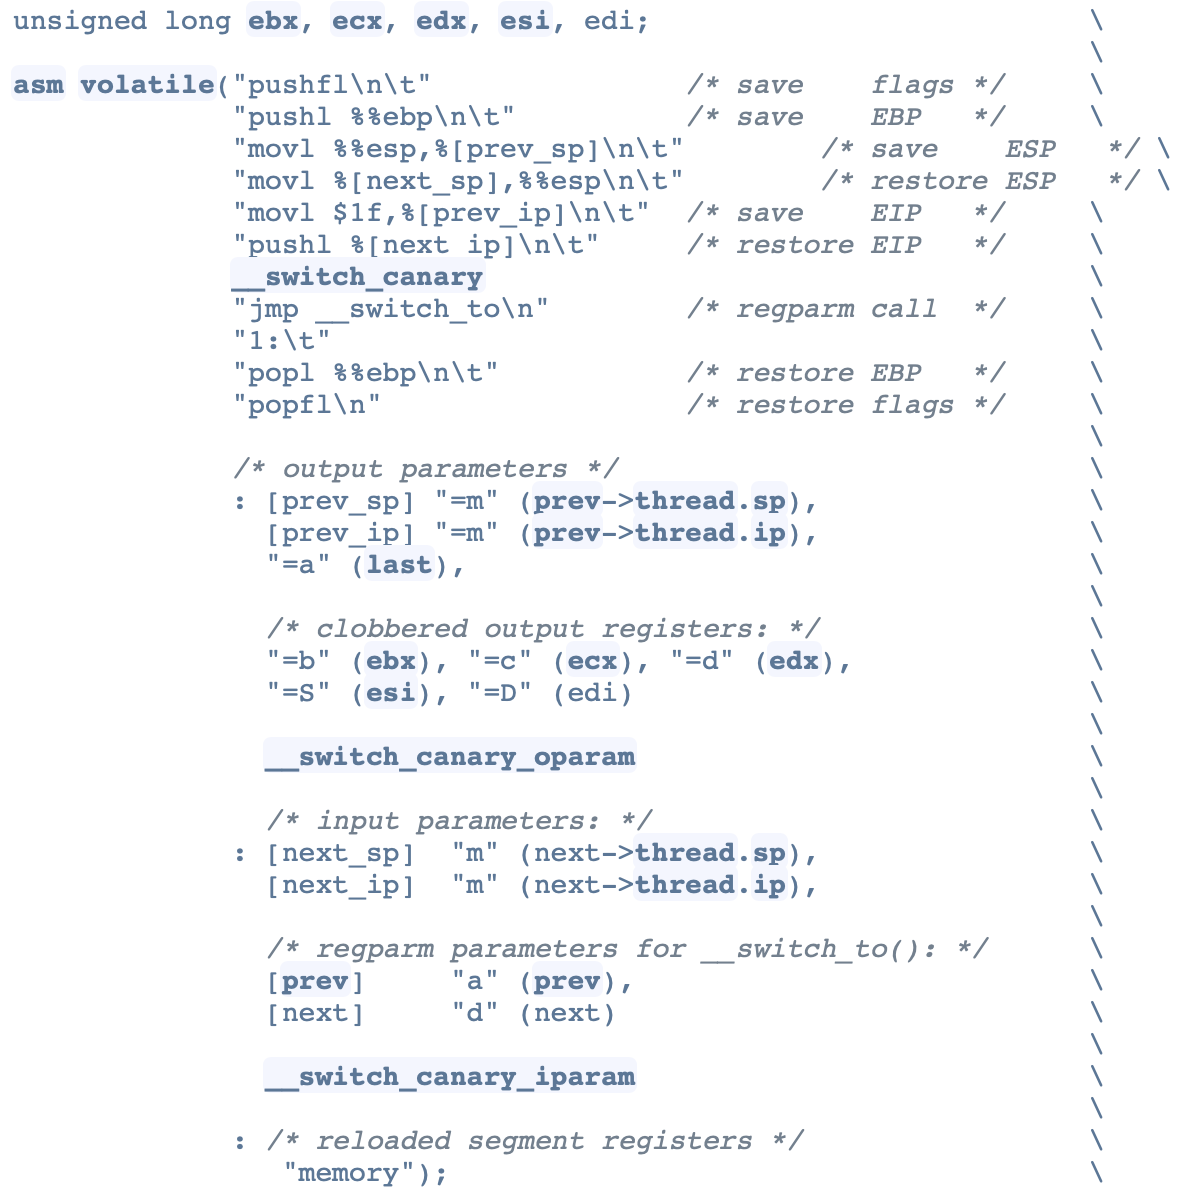 unsigned long ebx, ecx, edx, esi, edi; \
\
asm volatile("pushfl\n\t" /* save flags */ \
"pushl %%ebp\n\t" /* save EBP */ \
"movl %%esp,%[prev_sp]\n\t" /* save ESP */ \
"movl %[next_sp],%%esp\n\t" /* restore ESP */ \
"movl $1f,%[prev_ip]\n\t" /* save EIP */ \
"pushl %[next_ip]\n\t" /* restore EIP */ \
__switch_canary \
"jmp __switch_to\n" /* regparm call */ \
"1:\t" \
"popl %%ebp\n\t" /* restore EBP */ \
"popfl\n" /* restore flags */ \
\
/* output parameters */ \
: [prev_sp] "=m" (prev->thread.sp), \
[prev_ip] "=m" (prev->thread.ip), \
"=a" (last), \
\
/* clobbered output registers: */ \
"=b" (ebx), "=c" (ecx), "=d" (edx), \
"=S" (esi), "=D" (edi) \
\
__switch_canary_oparam \
\
/* input parameters: */ \
: [next_sp] "m" (next->thread.sp), \
[next_ip] "m" (next->thread.ip), \
\
/* regparm parameters for __switch_to(): */ \
[prev] "a" (prev), \
[next] "d" (next) \
\
__switch_canary_iparam \
\
: /* reloaded segment registers */ \
"memory"); \